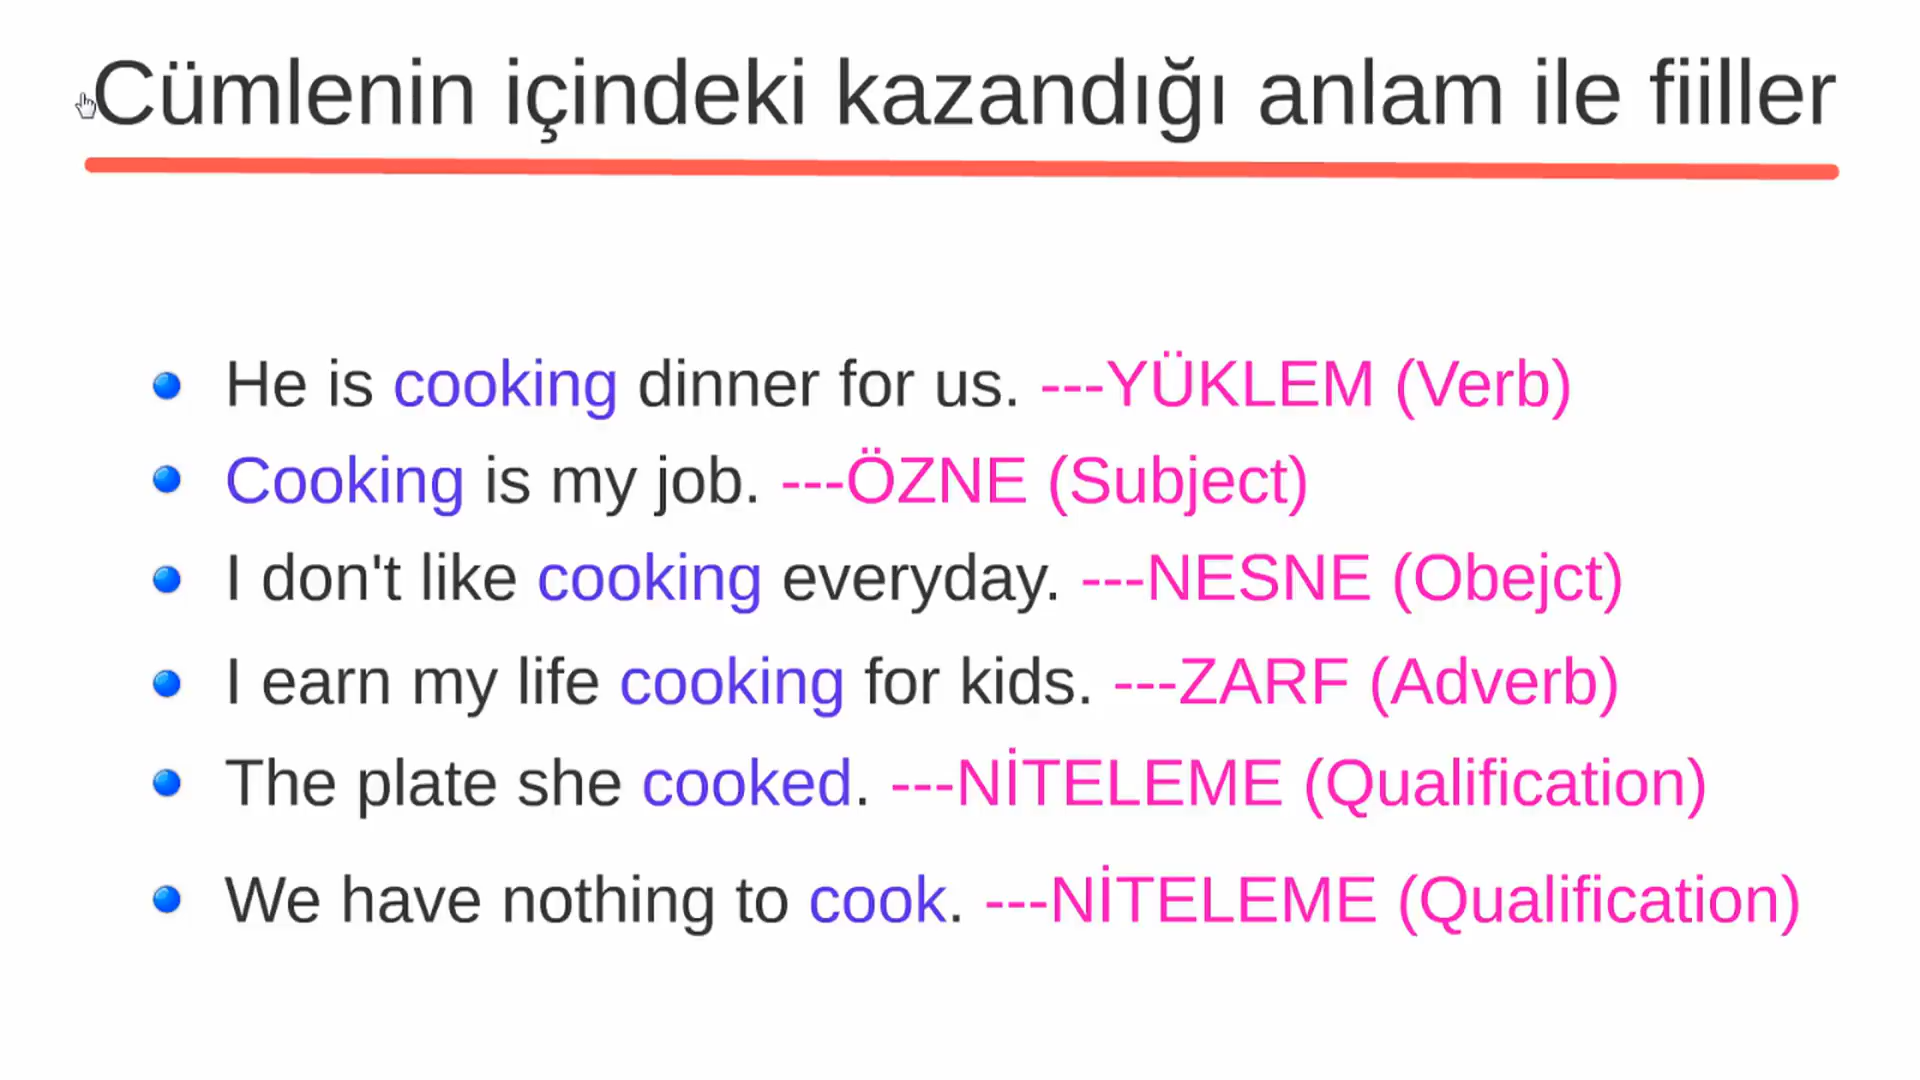 Cümlenin içindeki kazandığı anlam ile fiiller
He is cooking dinner for us. ---YÜKLEM (Verb)
Cooking is my job. ---ÖZNE (Subject)
I don't like cooking everyday. ---NESNE (Obejct)
I earn my life cooking for kids. ---ZARF (Adverb)
The plate she cooked. ---NİTELEME (Qualification)
We have nothing to cook. ---NİTELEME (Qualification)